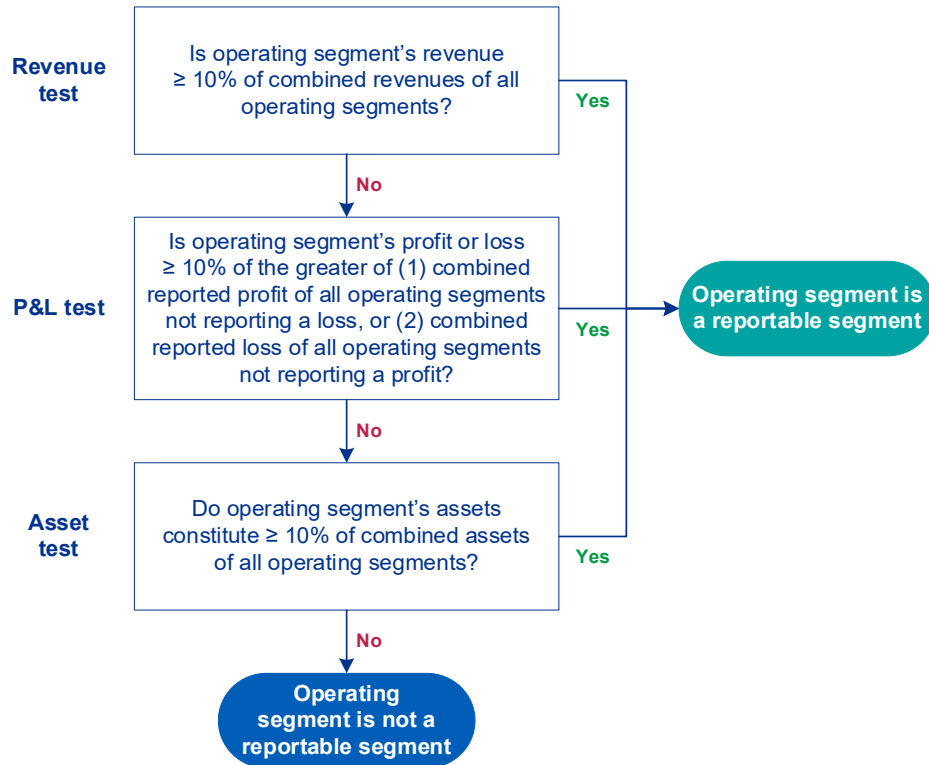 Revenue
test
Is operating segment’s revenue
≥ 10% of combined revenues of all
operating segments?
Yes
No
P&L test
Is operating segment’s profit or loss
≥ 10% of the greater of (1) combined
reported profit of all operating segments
not reporting a loss, or (2) combined
reported loss of all operating segments
not reporting a profit?
Yes
Operating segment is
a reportable segment
No
Asset
test
Do operating segment’s assets
constitute ≥ 10% of combined assets
of all operating segments?
Yes
No
Operating
segment is not a
reportable segment